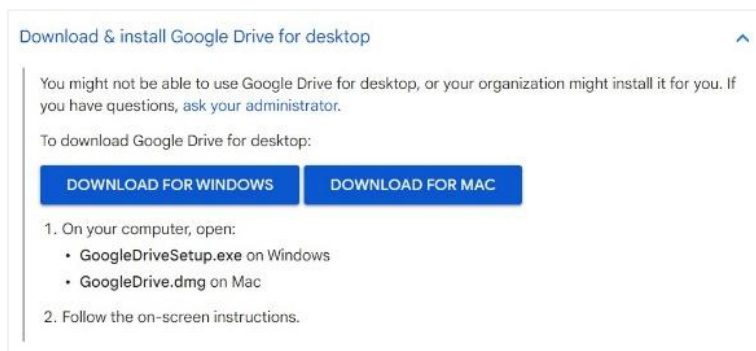 Download & install Google Drive for desktop
You might not be able to use Google Drive for desktop, or your organization might install it for you. If
you have questions, ask your administrator.
To download Google Drive for desktop:
DOWNLOAD FOR WINDOWS DOWNLOAD FOR MAC
1. On your computer, open:
• GoogleDriveSetup.exe on Windows
• GoogleDrive.dmg on Mac
2. Follow the on-screen instructions.